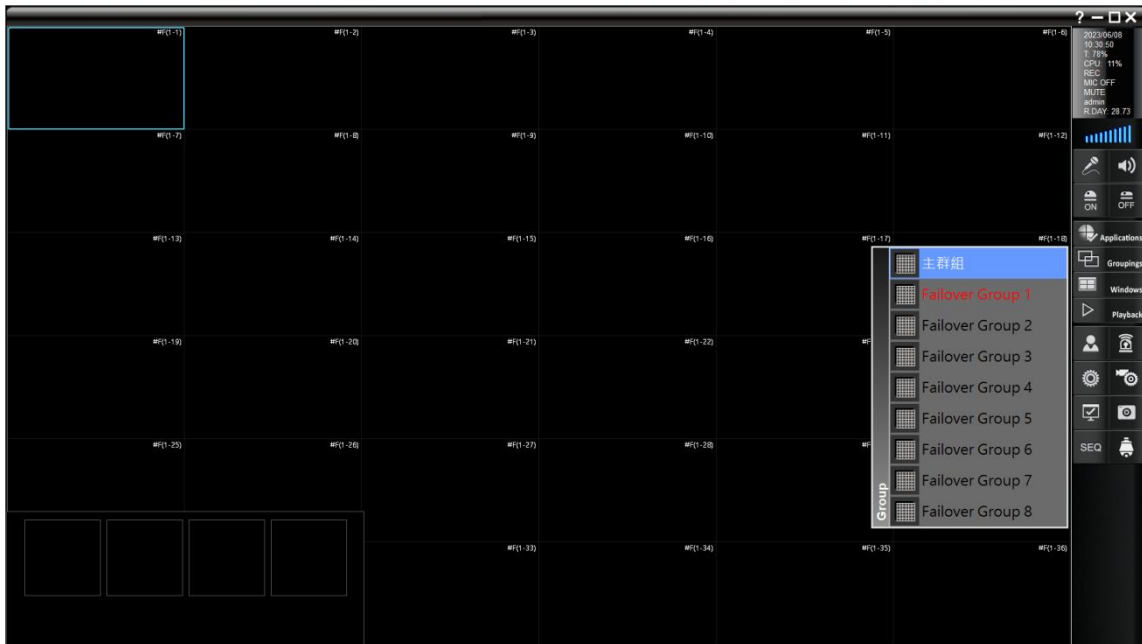 ? — □ ×
#F(1-1) #F(1-2) #F(1-3) #F(1-4) #F(1-5) #F(1-6)
2023/06/08
10:30:50
T: 78%
CPU: 11%
REC
MIC OFF
MUTE
admin
R.DAY: 28.73
#F(1-7) #F(1-8) #F(1-9) #F(1-10) #F(1-11) #F(1-12)
ON OFF
#F(1-13) #F(1-14) #F(1-15) #F(1-16) #F(1-17) #F(1-18)
Applications
Groupings
Windows
Playback
主群組
Failover Group 1
Failover Group 2
Failover Group 3
Failover Group 4
Failover Group 5
Failover Group 6
Failover Group 7
Failover Group 8
Group
#F(1-19) #F(1-20) #F(1-21) #F(1-22) #F
#F(1-25) #F(1-26) #F(1-27) #F(1-28) #F
SEQ
#F(1-33) #F(1-34) #F(1-35) #F(1-36)